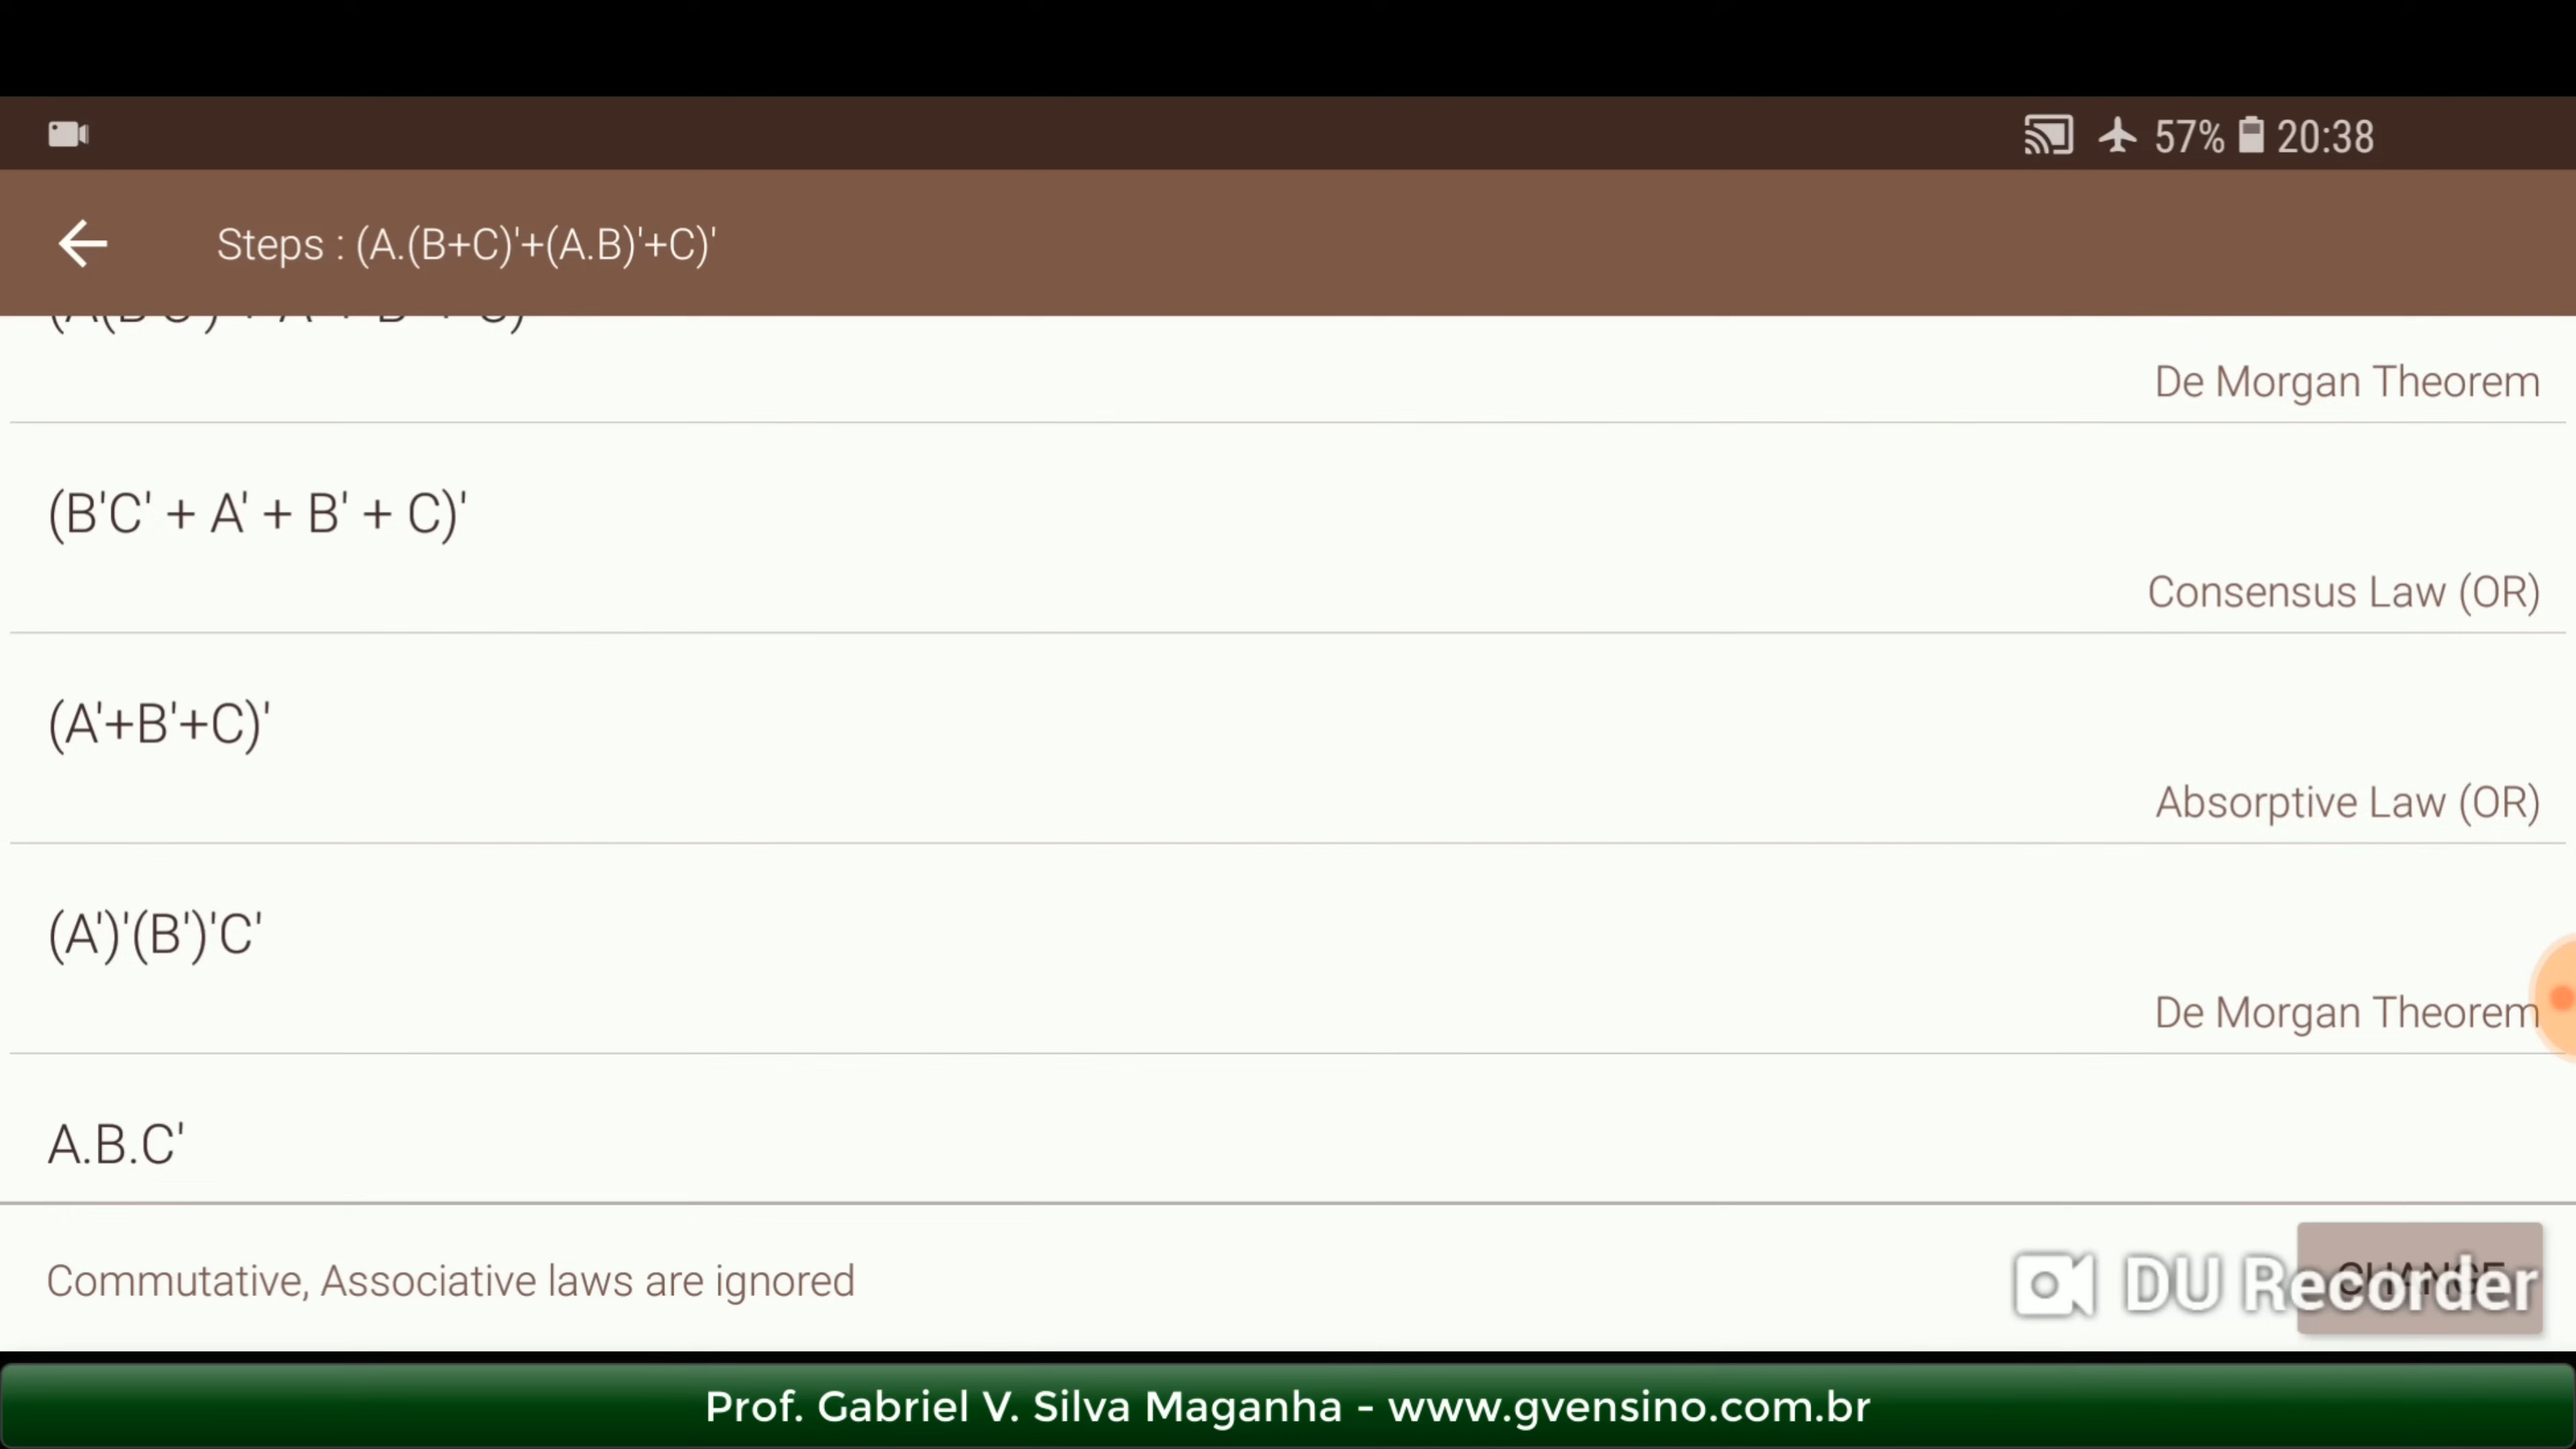 57% 20:38
Steps : (A.(B+C)'+(A.B)'+C)'
De Morgan Theorem
(B'C' + A' + B' + C)'
Consensus Law (OR)
(A'+B'+C)'
Absorptive Law (OR)
(A')'(B')'C'
De Morgan Theorem
A.B.C'
Commutative, Associative laws are ignored
CHANGE
DU Recorder
Prof. Gabriel V. Silva Maganha - www.gvensino.com.br